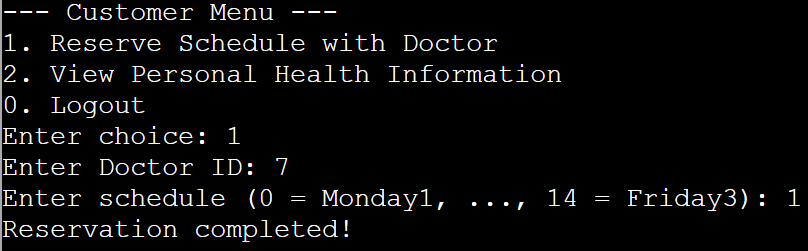 --- Customer Menu ---
1. Reserve Schedule with Doctor
2. View Personal Health Information
0. Logout
Enter choice: 1
Enter Doctor ID: 7
Enter schedule (0 = Monday1, ..., 14 = Friday3): 1
Reservation completed!